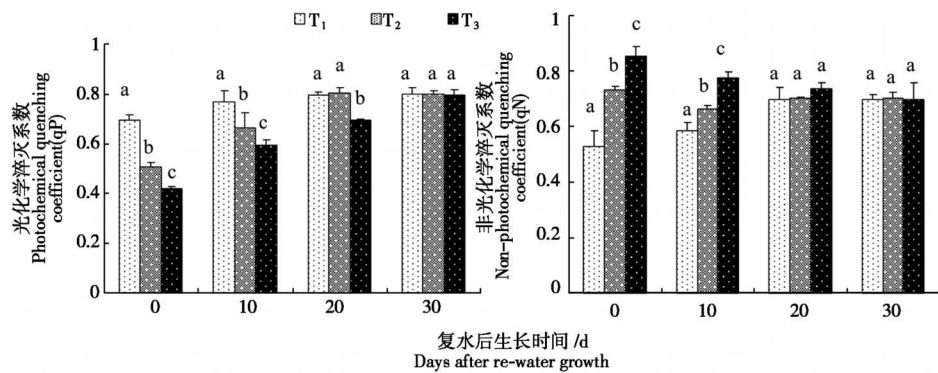 T1 T2 T3
光化学淬灭系数
Photochemical quenching
coefficient(qP)
1
0.8
0.6
0.4
0.2
0
a b c
a b c
a a b
a a a
0 10 20 30
非光化学淬灭系数
Non-photochemical quenching
coefficient(qN)
1
0.8
0.6
0.4
0.2
0
a b c
a b c
a a a
a a a
0 10 20 30
复水后生长时间 /d
Days after re-water growth